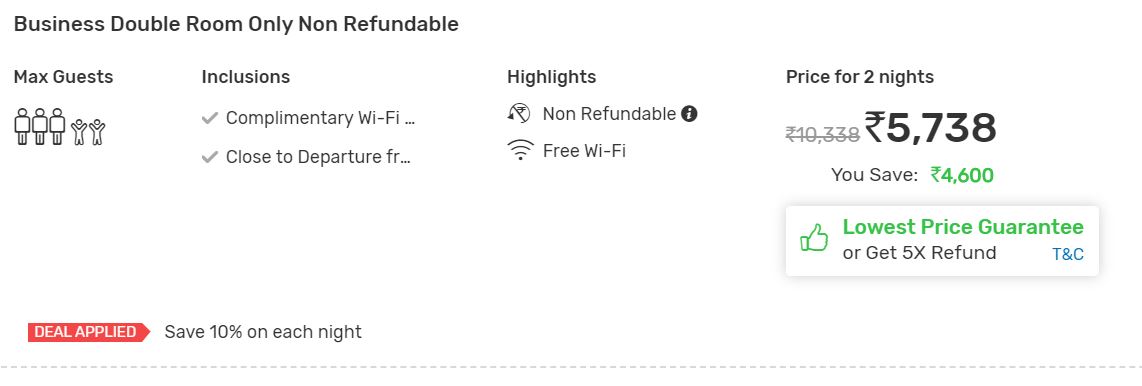 Business Double Room Only Non Refundable
Max Guests
Inclusions
Complimentary Wi-Fi ...
Close to Departure fr...
Highlights
Non Refundable
Free Wi-Fi
Price for 2 nights
₹10,338 ₹5,738
You Save: ₹4,600
Lowest Price Guarantee
or Get 5X Refund T&C
DEAL APPLIED Save 10% on each night